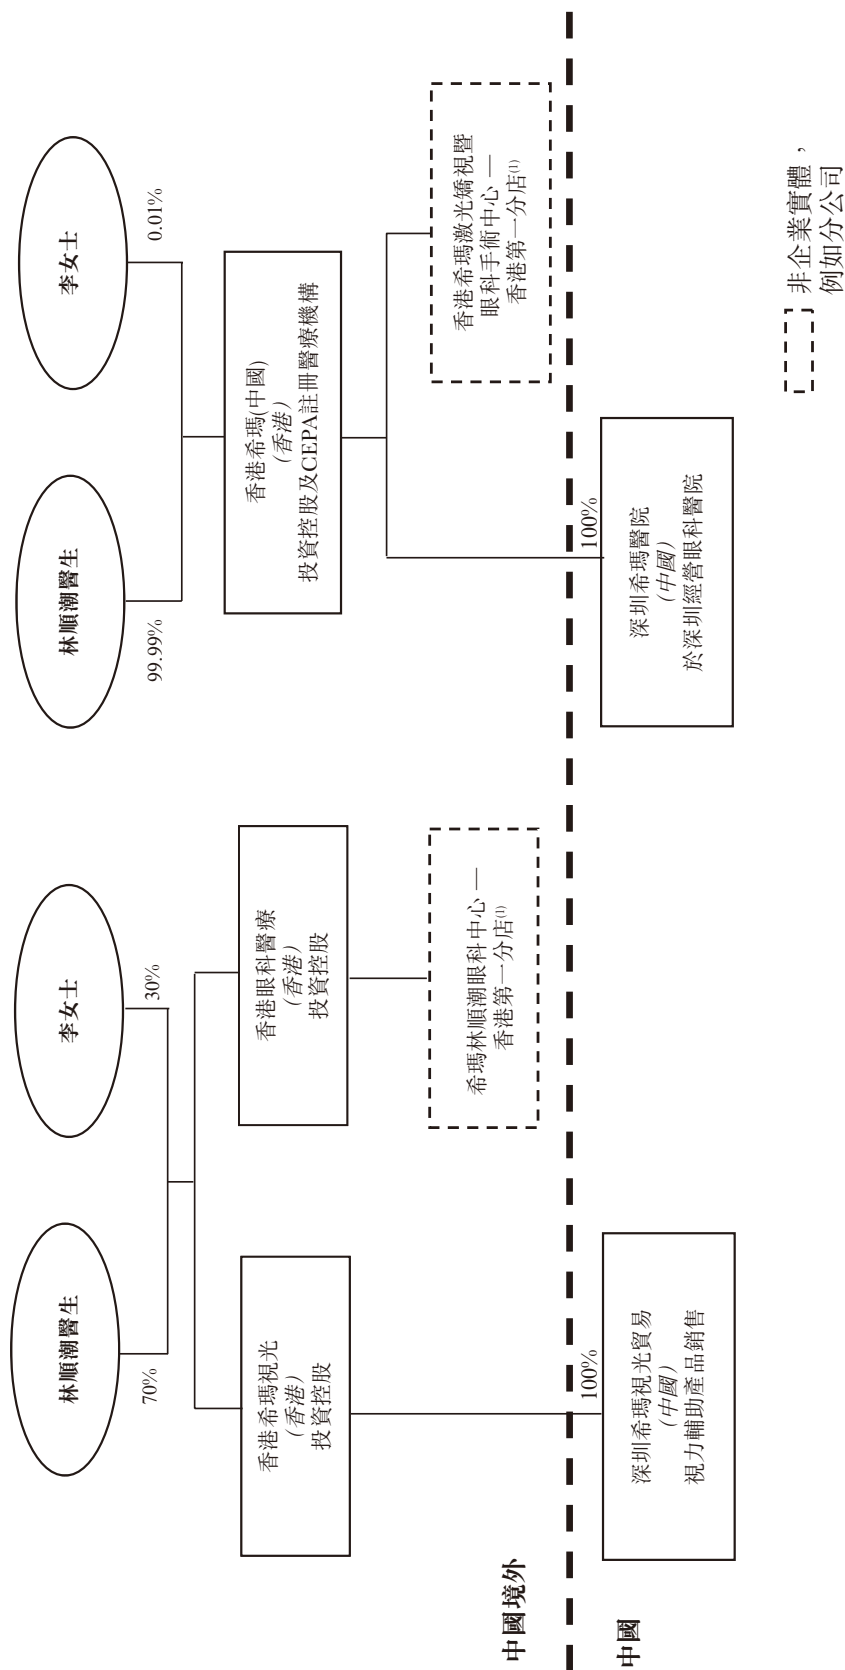 林順潮醫生
李女士
林順潮醫生
李女士
70%
30%
99.99%
0.01%
香港希瑪視光
(香港)
投資控股
香港眼科醫療
(香港)
投資控股
香港希瑪(中國)
(香港)
投資控股及CEPA註冊醫療機構
希瑪林順潮眼科中心 —
香港第一分店(1)
香港希瑪激光矯視暨
眼科手術中心 —
香港第一分店(1)
中國境外
中國
100%
100%
深圳希瑪視光貿易
(中國)
視力輔助產品銷售
深圳希瑪醫院
(中國)
於深圳經營眼科醫院
非企業實體，
例如分公司